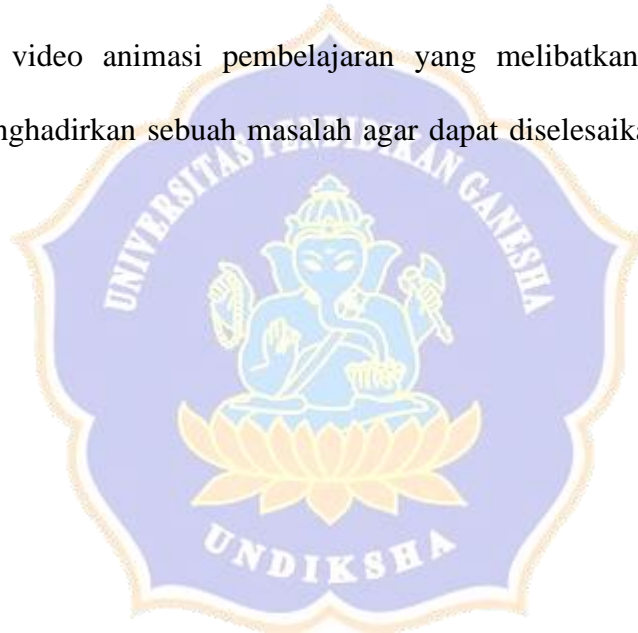 video animasi pembelajaran yang melibatkan
nghadirkan sebuah masalah agar dapat diselesaika
UNIVERSITAS PENDIDIKAN GANESHA
UNDIKSHA